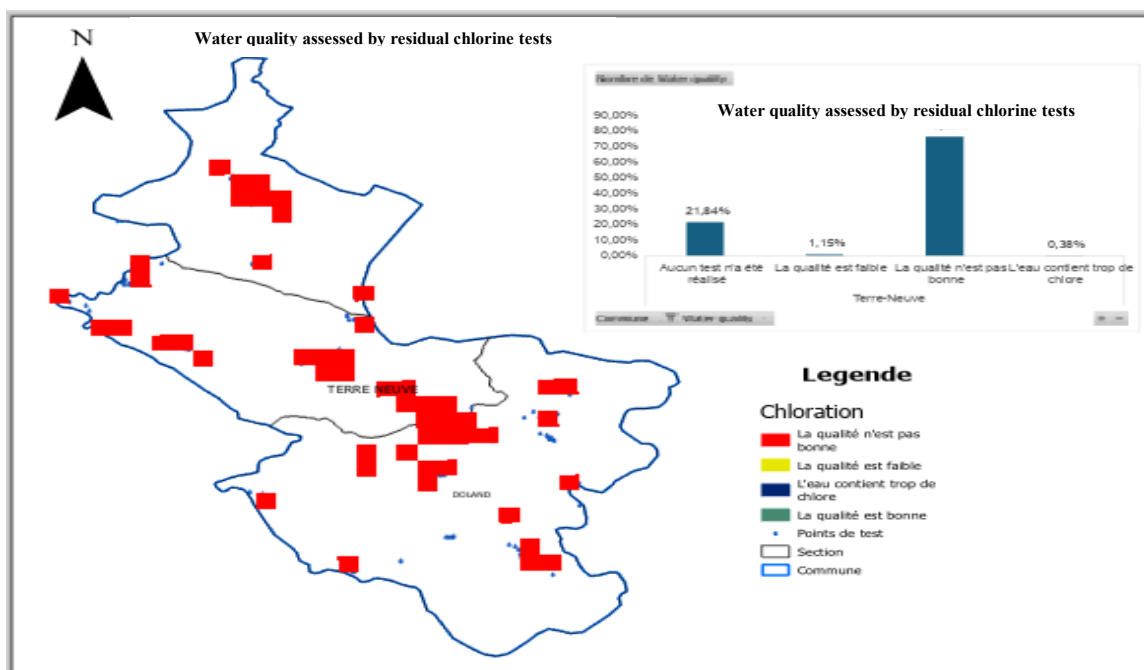 N
Water quality assessed by residual chlorine tests
Nombre de Water quality
Water quality assessed by residual chlorine tests
90,00%
80,00%
70,00%
60,00%
50,00%
40,00%
30,00%
20,00%
10,00%
0,00%
21,84%
1,15%
0,38%
Aucun test n'a été
réalisé
La qualité est faible
La qualité n'est pas
bonne
L'eau contient trop de
chlore
Terre-Neuve
Commune
Water quality
TERRE NEUVE
DOLAND
Legende
Chloration
La qualité n'est pas
bonne
La qualité est faible
L'eau contient trop de
chlore
La qualité est bonne
Points de test
Section
Commune